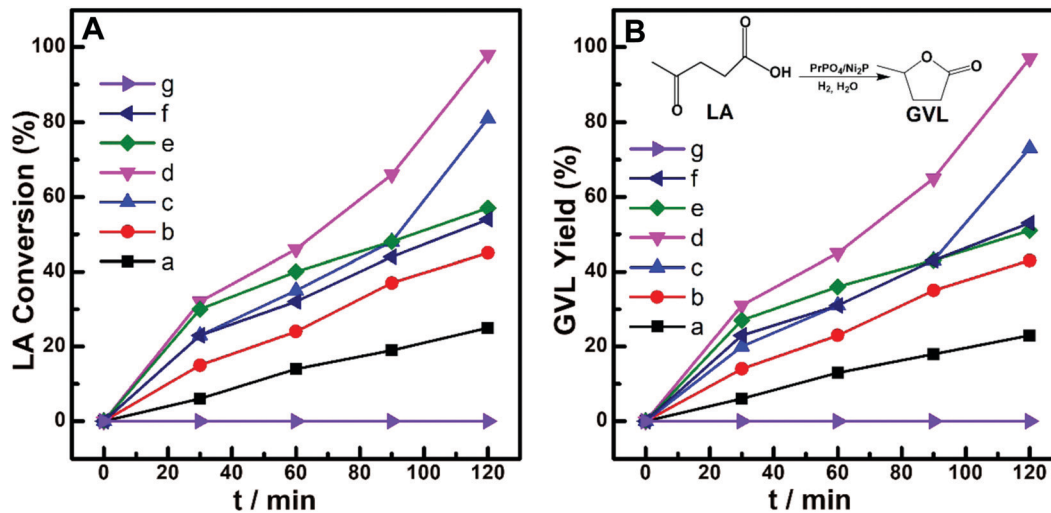 A
100
80
60
40
20
0
LA Conversion (%)
g
f
e
d
c
b
a
0 20 40 60 80 100 120
t / min
B
100
80
60
40
20
0
GVL Yield (%)
O
OH
O
LA
PrPO₄/Ni₂P
H₂, H₂O
O
O
GVL
g
f
e
d
c
b
a
0 20 40 60 80 100 120
t / min